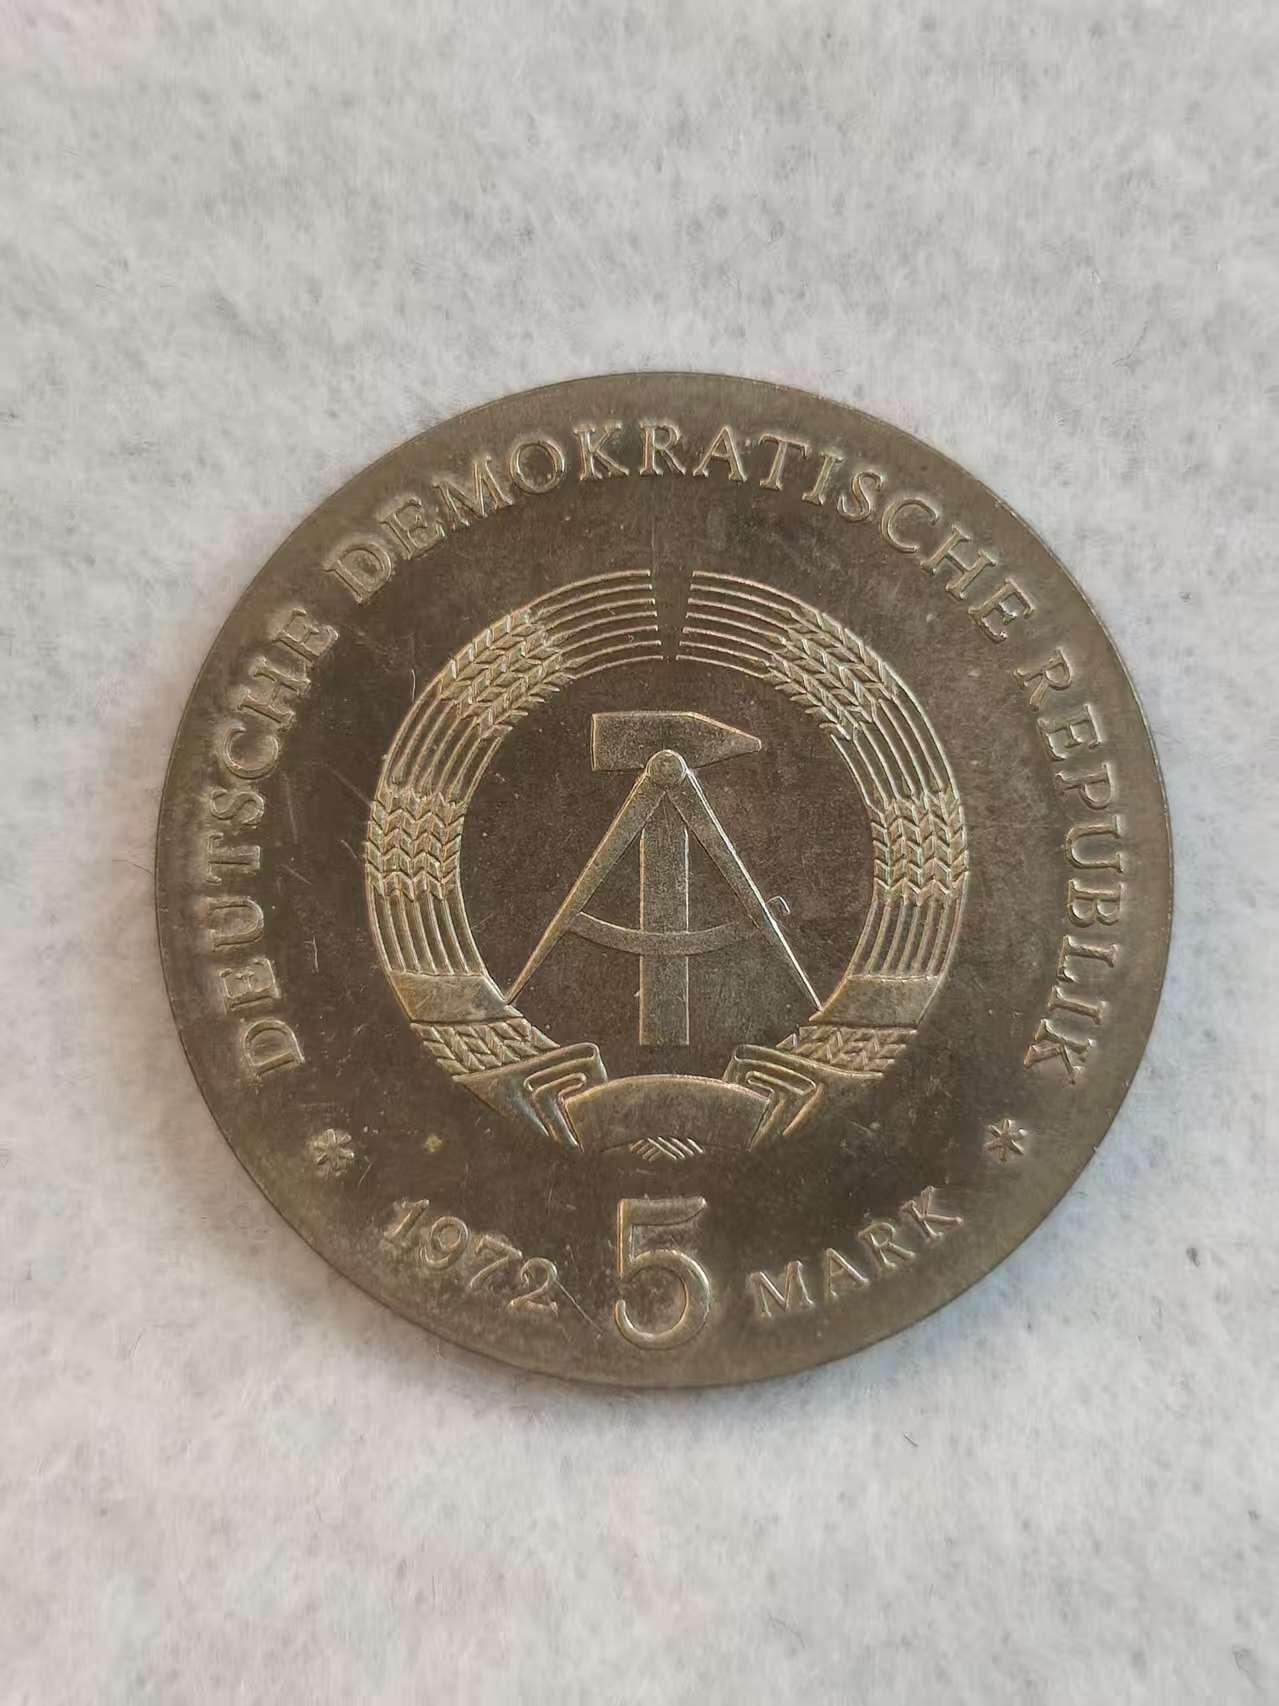 DEUTSCHE DEMOKRATISCHE REPUBLIK
* 1972 5 MARK *